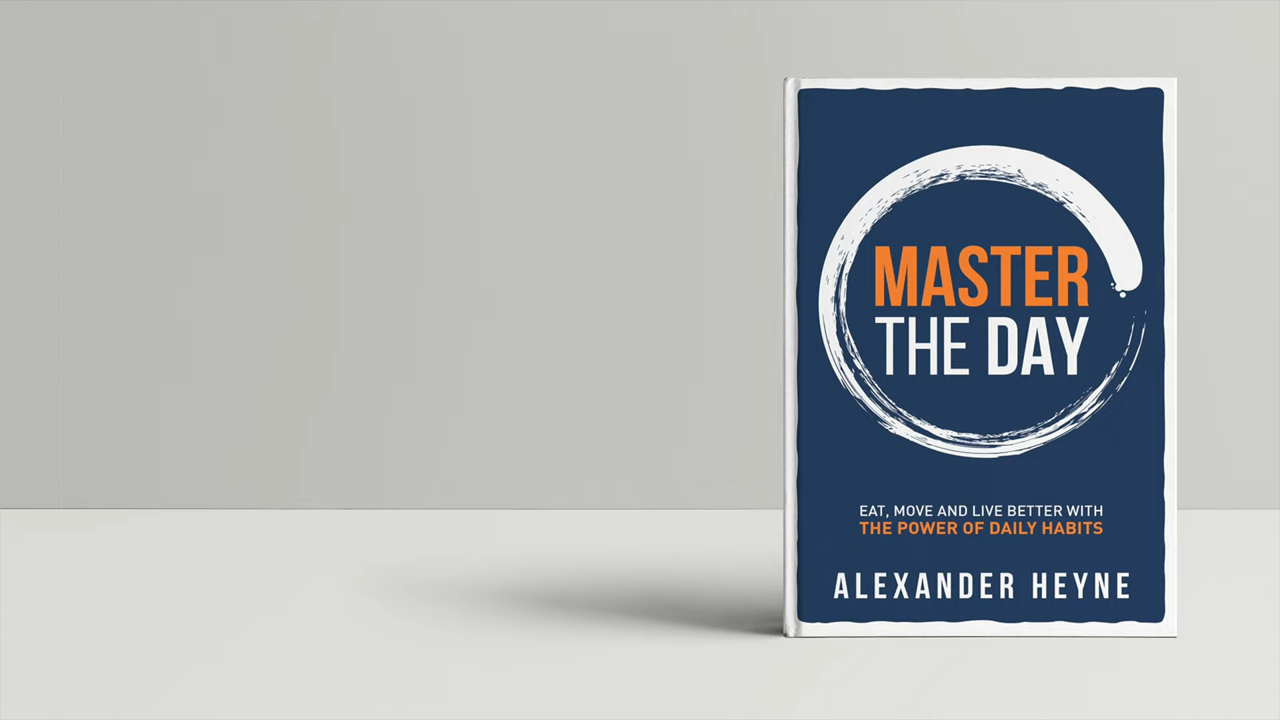 MASTER
THE DAY
EAT, MOVE AND LIVE BETTER WITH
THE POWER OF DAILY HABITS
ALEXANDER HEYNE